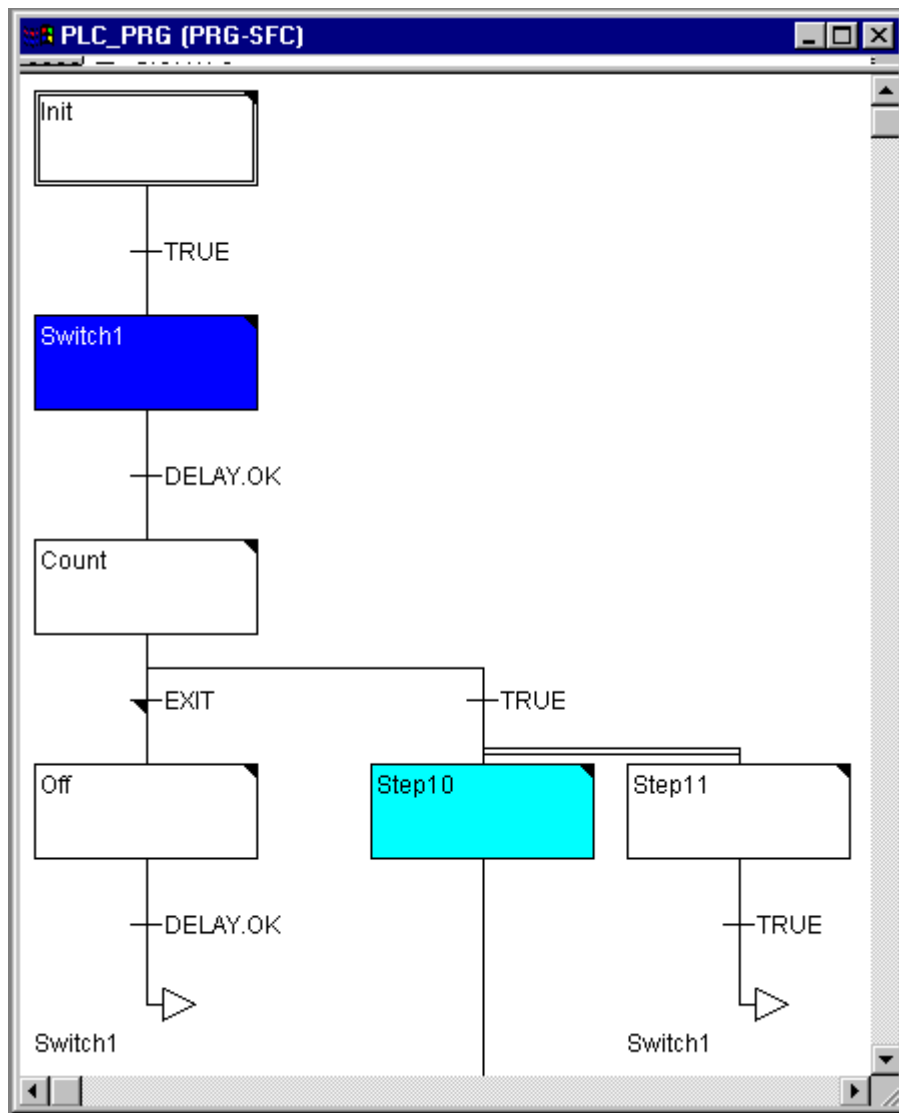 PLC_PRG (PRG-SFC)
Init
TRUE
Switch1
DELAY.OK
Count
EXIT
TRUE
Off
Step10
Step11
DELAY.OK
TRUE
Switch1
Switch1